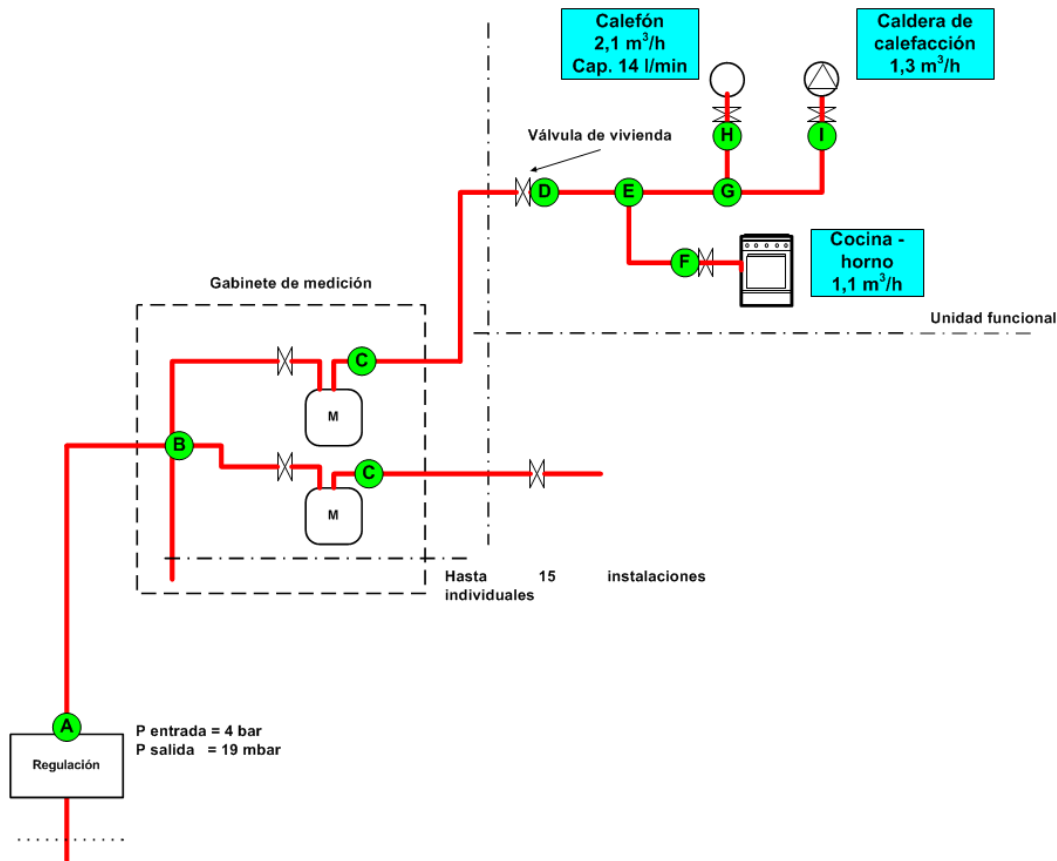 Calefón
2,1 m³/h
Cap. 14 l/min
Caldera de
calefacción
1,3 m³/h
H
I
Válvula de vivienda
D
E
G
F
Cocina -
horno
1,1 m³/h
Gabinete de medición
Unidad funcional
C
M
B
C
M
Hasta 15 instalaciones
individuales
A
P entrada = 4 bar
P salida = 19 mbar
Regulación